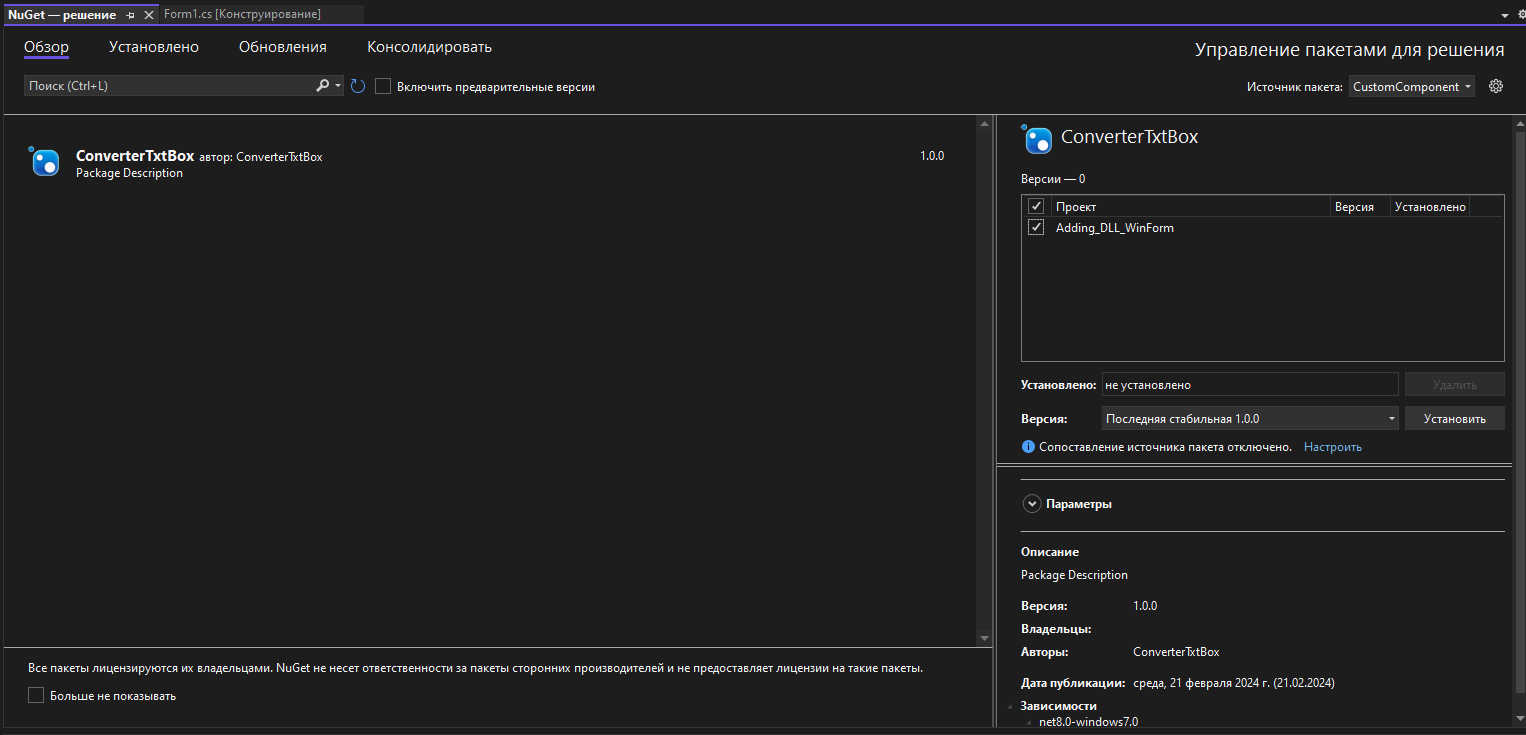 NuGet — решение
Form1.cs [Конструирование]
Обзор Установлено Обновления Консолидировать
Управление пакетами для решения
Поиск (Ctrl+L)
Включить предварительные версии
Источник пакета: CustomComponent
ConverterTxtBox автор: ConverterTxtBox
1.0.0
Package Description
ConverterTxtBox
Версии — 0
Проект Версия Установлено
Adding_DLL_WinForm
Установлено: не установлено Удалить
Версия: Последняя стабильная 1.0.0 Установить
Сопоставление источника пакета отключено. Настроить
Параметры
Описание
Package Description
Версия: 1.0.0
Владельцы:
Авторы: ConverterTxtBox
Дата публикации: среда, 21 февраля 2024 г. (21.02.2024)
Зависимости
net8.0-windows7.0
Все пакеты лицензируются их владельцами. NuGet не несет ответственности за пакеты сторонних производителей и не предоставляет лицензии на такие пакеты.
Больше не показывать